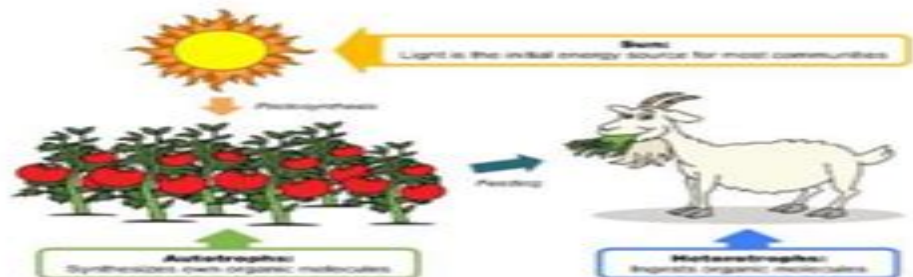 Sun:
Light is the initial energy source for most communities
Photosynthesis
Feeding
Autotrophs:
Synthesizes own organic molecules
Heterotrophs:
Ingests organic molecules